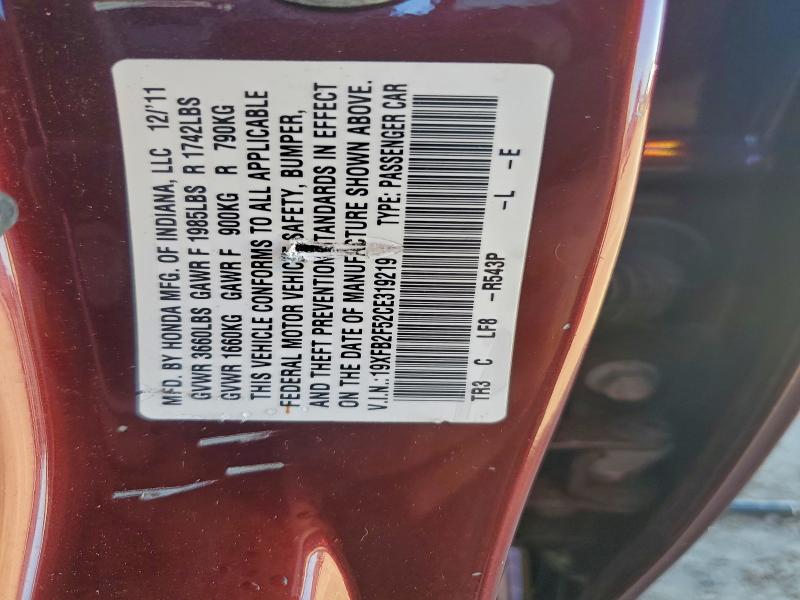 MFD. BY HONDA MFG. OF INDIANA, LLC 12/'11
GVWR 3660LBS GAWR F 1985LBS R 1742LBS
GVWR 1660KG GAWR F 900KG R 790KG
THIS VEHICLE CONFORMS TO ALL APPLICABLE
FEDERAL MOTOR VEHICLE SAFETY, BUMPER,
AND THEFT PREVENTION STANDARDS IN EFFECT
ON THE DATE OF MANUFACTURE SHOWN ABOVE.
V.I.N.: 19XFB2F52CE319219 TYPE: PASSENGER CAR
TR3 C LF8 -R543P -L -E